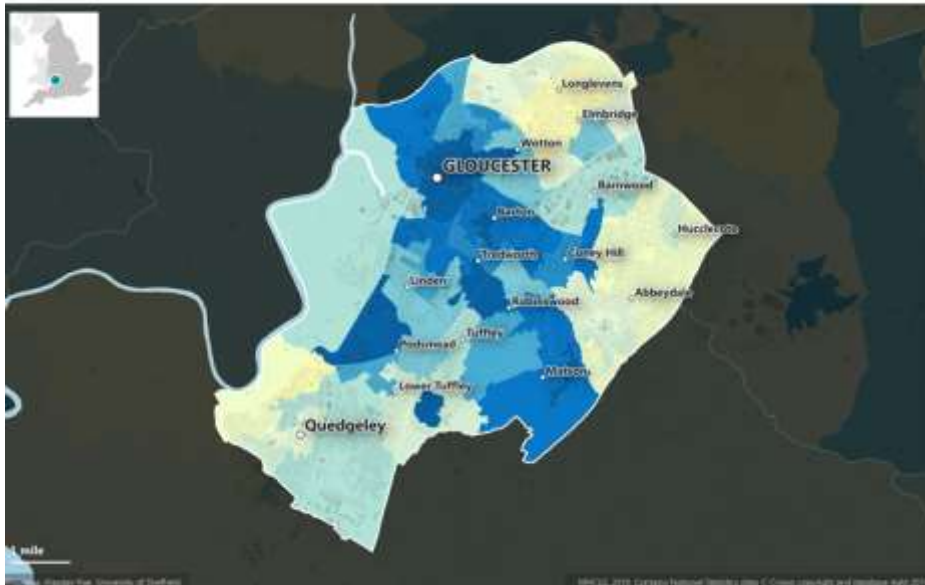 Longlevens
Elmbridge
Wotton
GLOUCESTER
Barnwood
Barton
Hucclecote
Tredworth
Coney Hill
Linden
Abbeydale
Robinswood
Tuffley
Podsmead
Matson
Lower Tuffley
Quedgeley
1 mile